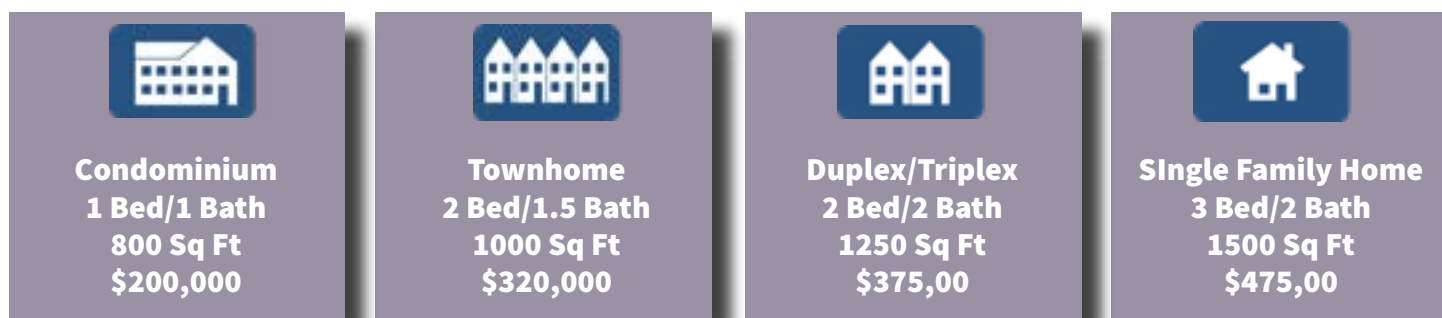 Condominium
1 Bed/1 Bath
800 Sq Ft
$200,000
Townhome
2 Bed/1.5 Bath
1000 Sq Ft
$320,000
Duplex/Triplex
2 Bed/2 Bath
1250 Sq Ft
$375,00
SIngle Family Home
3 Bed/2 Bath
1500 Sq Ft
$475,00